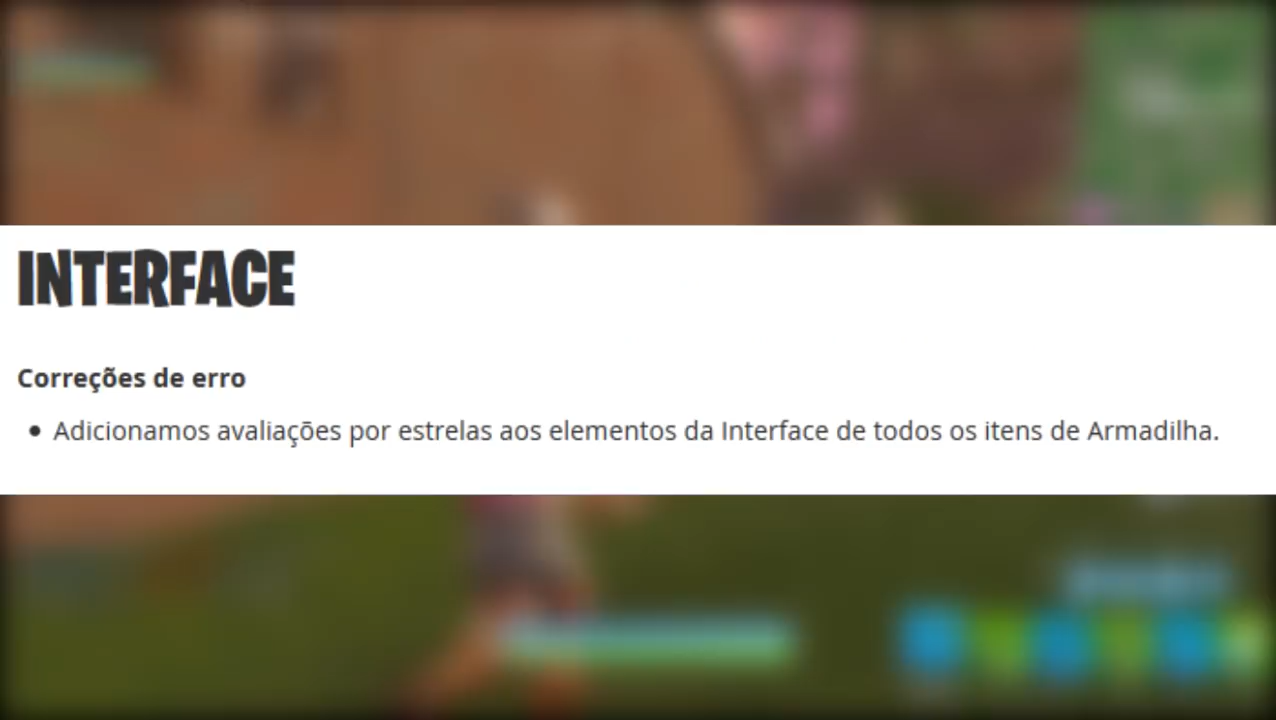 INTERFACE
Correções de erro
• Adicionamos avaliações por estrelas aos elementos da Interface de todos os itens de Armadilha.